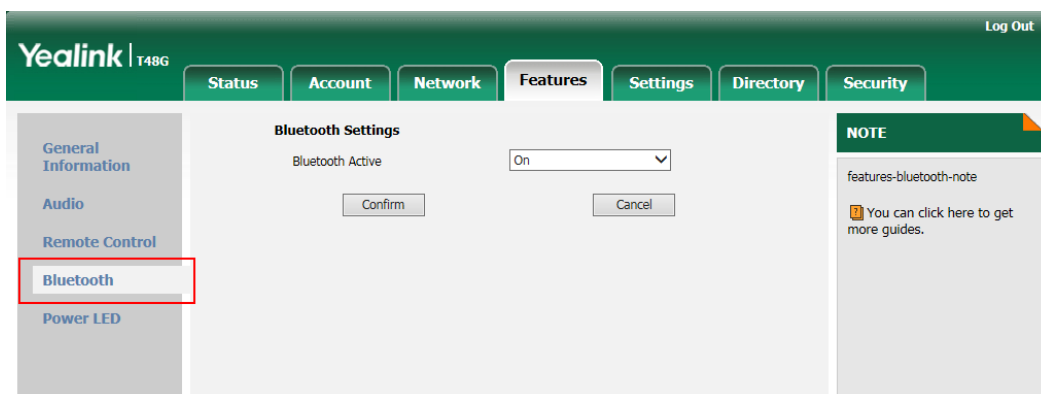 Log Out
Yealink | T48G
Status Account Network Features Settings Directory Security
General
Information
Audio
Remote Control
Bluetooth
Power LED
Bluetooth Settings
Bluetooth Active On
Confirm Cancel
NOTE
features-bluetooth-note
? You can click here to get
more guides.